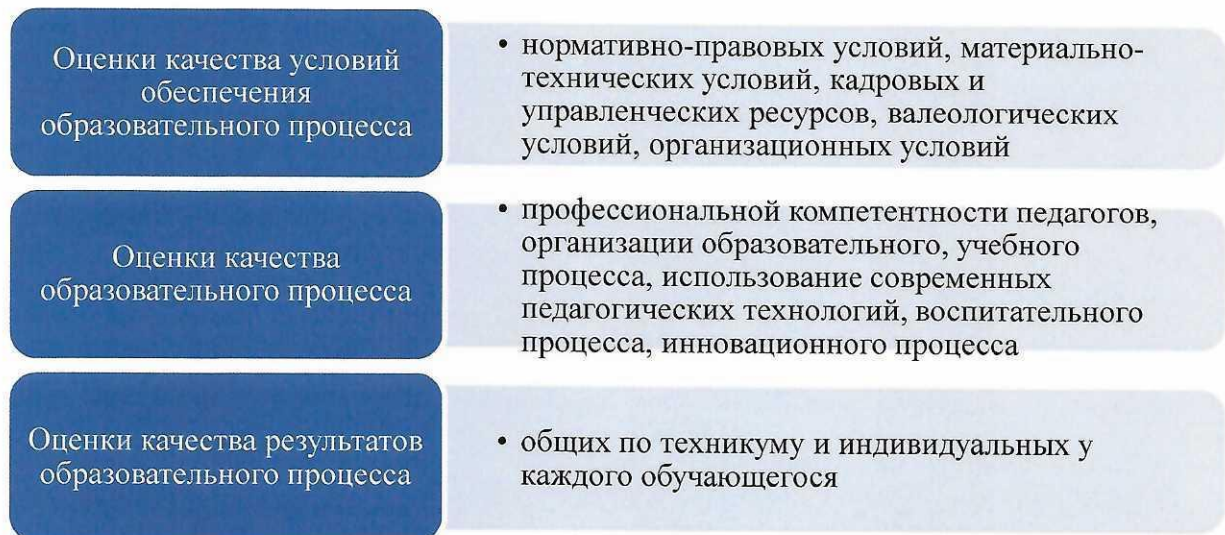 Оценки качества условий
обеспечения
образовательного процесса
• нормативно-правовых условий, материально-
технических условий, кадровых и
управленческих ресурсов, валеологических
условий, организационных условий
Оценки качества
образовательного процесса
• профессиональной компетентности педагогов,
организации образовательного, учебного
процесса, использование современных
педагогических технологий, воспитательного
процесса, инновационного процесса
Оценки качества результатов
образовательного процесса
• общих по техникуму и индивидуальных у
каждого обучающегося